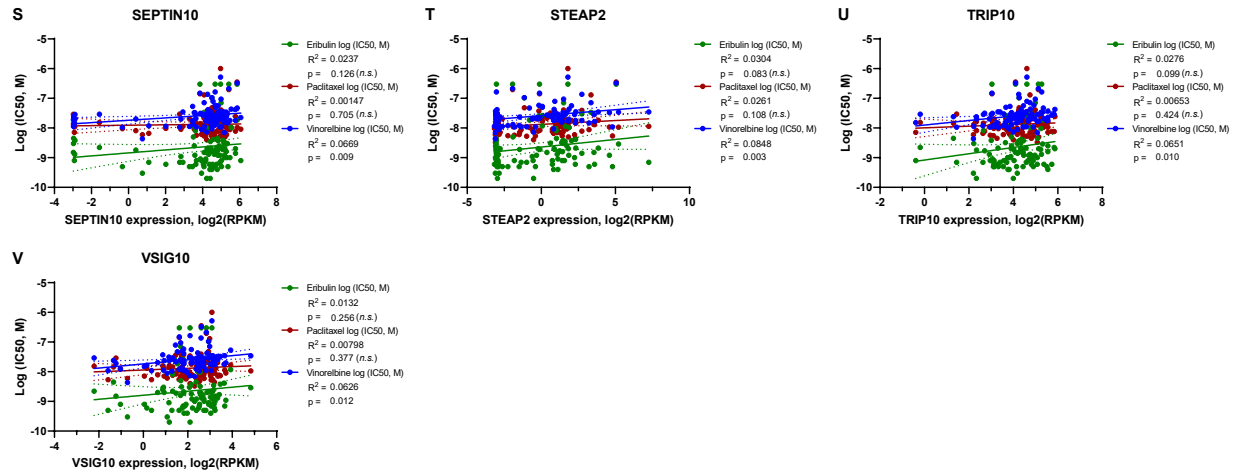 S
SEPTIN10
-5
-6
-7
-8
-9
-10
Log (IC50, M)
-4
-2
0
2
4
6
8
SEPTIN10 expression, log2(RPKM)
Eribulin log (IC50, M)
R² = 0.0237
p = 0.126 (n.s.)
Paclitaxel log (IC50, M)
R² = 0.00147
p = 0.705 (n.s.)
Vinorelbine log (IC50, M)
R² = 0.0669
p = 0.009
T
STEAP2
-5
-6
-7
-8
-9
-10
Log (IC50, M)
-5
0
5
10
STEAP2 expression, log2(RPKM)
Eribulin log (IC50, M)
R² = 0.0304
p = 0.083 (n.s.)
Paclitaxel log (IC50, M)
R² = 0.0261
p = 0.108 (n.s.)
Vinorelbine log (IC50, M)
R² = 0.0848
p = 0.003
U
TRIP10
-5
-6
-7
-8
-9
-10
Log (IC50, M)
-2
0
2
4
6
8
TRIP10 expression, log2(RPKM)
Eribulin log (IC50, M)
R² = 0.0276
p = 0.099 (n.s.)
Paclitaxel log (IC50, M)
R² = 0.00653
p = 0.424 (n.s.)
Vinorelbine log (IC50, M)
R² = 0.0651
p = 0.010
V
VSIG10
-5
-6
-7
-8
-9
-10
Log (IC50, M)
-4
-2
0
2
4
6
VSIG10 expression, log2(RPKM)
Eribulin log (IC50, M)
R² = 0.0132
p = 0.256 (n.s.)
Paclitaxel log (IC50, M)
R² = 0.00798
p = 0.377 (n.s.)
Vinorelbine log (IC50, M)
R² = 0.0626
p = 0.012